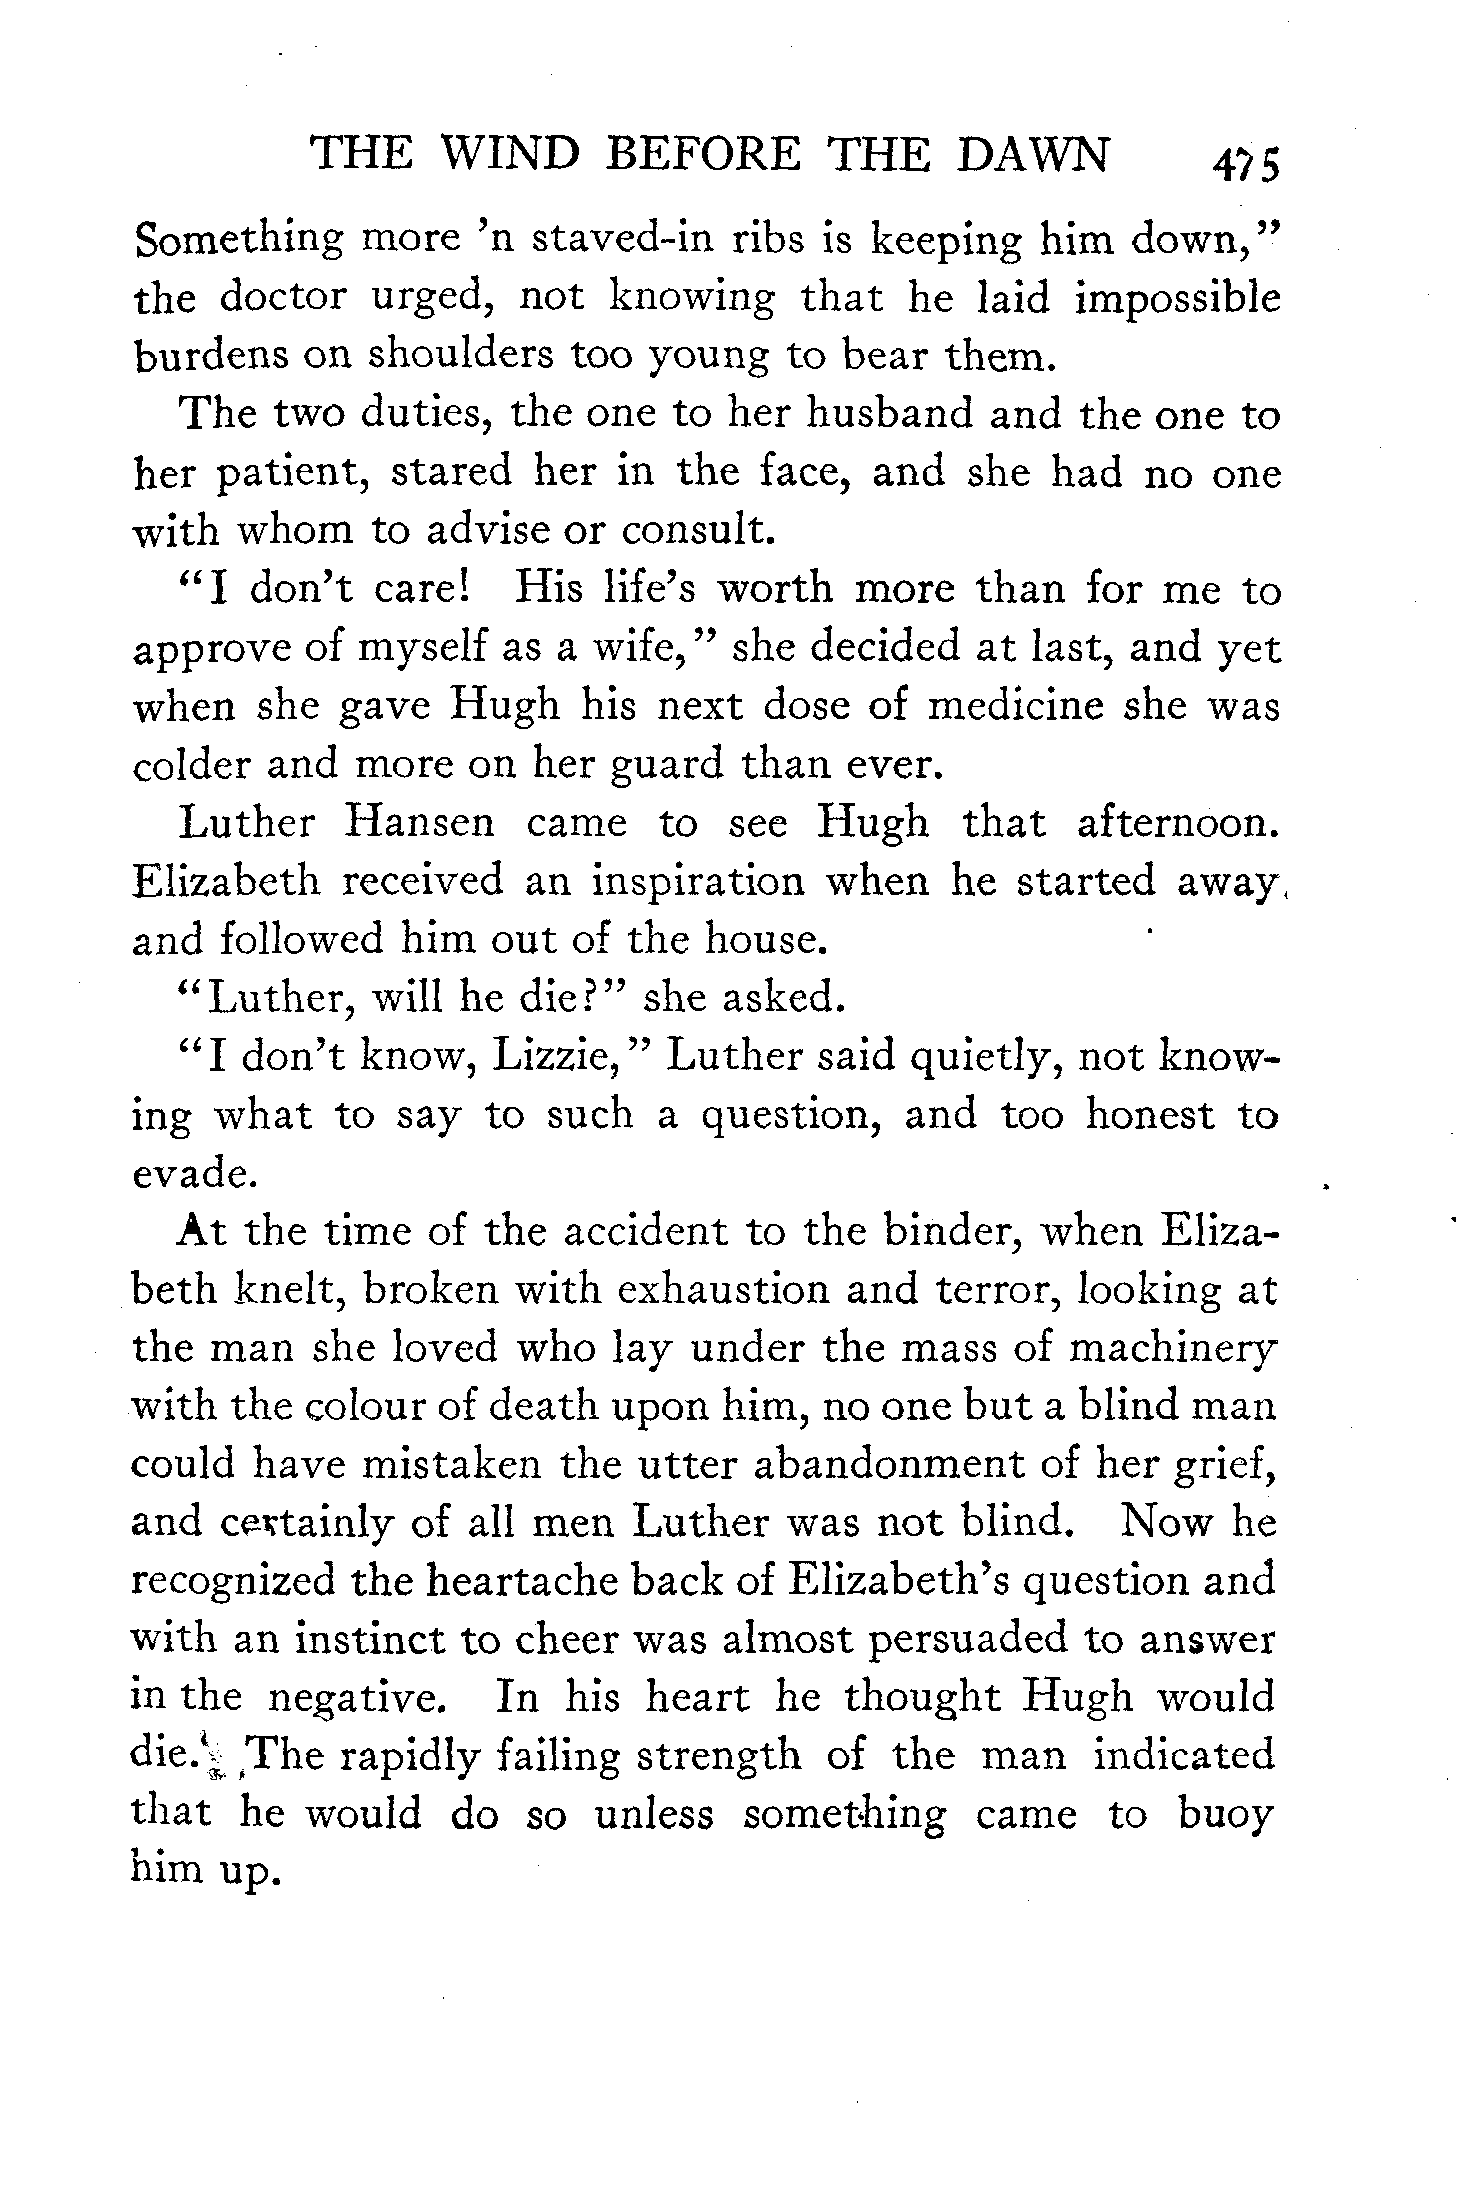 THE WIND BEFORE THE DAWN 475
Something more 'n staved-in ribs is keeping him down,"
the doctor urged, not knowing that he laid impossible
burdens on shoulders too young to bear them.
The two duties, the one to her husband and the one to
her patient, stared her in the face, and she had no one
with whom to advise or consult.
"I don't care! His life's worth more than for me to
approve of myself as a wife," she decided at last, and yet
when she gave Hugh his next dose of medicine she was
colder and more on her guard than ever.
Luther Hansen came to see Hugh that afternoon.
Elizabeth received an inspiration when he started away,
and followed him out of the house.
"Luther, will he die?" she asked.
"I don't know, Lizzie," Luther said quietly, not know-
ing what to say to such a question, and too honest to
evade.
At the time of the accident to the binder, when Eliza-
beth knelt, broken with exhaustion and terror, looking at
the man she loved who lay under the mass of machinery
with the colour of death upon him, no one but a blind man
could have mistaken the utter abandonment of her grief,
and certainly of all men Luther was not blind. Now he
recognized the heartache back of Elizabeth's question and
with an instinct to cheer was almost persuaded to answer
in the negative. In his heart he thought Hugh would
die. The rapidly failing strength of the man indicated
that he would do so unless something came to buoy
him up.